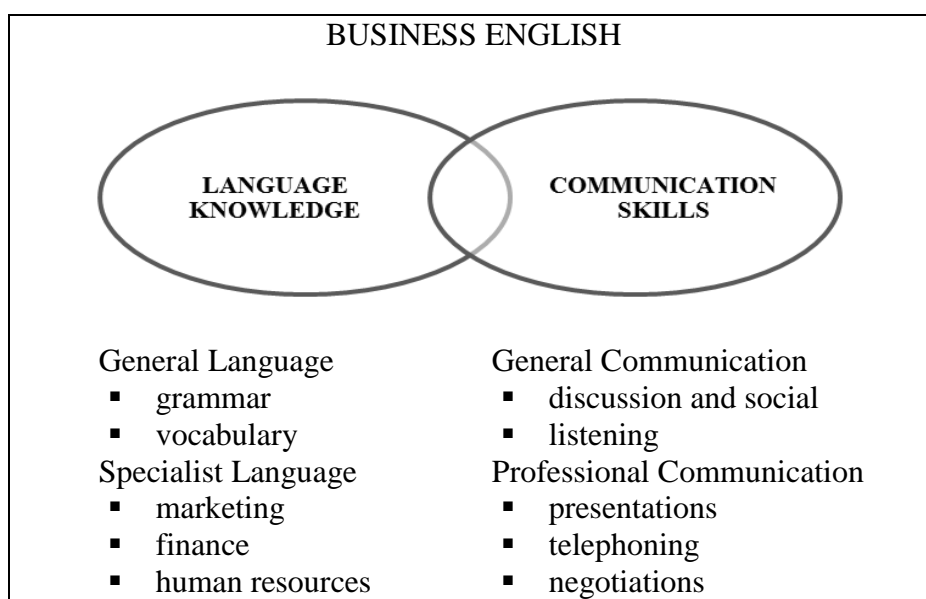 BUSINESS ENGLISH
LANGUAGE
KNOWLEDGE
COMMUNICATION
SKILLS
General Language
▪ grammar
▪ vocabulary
Specialist Language
▪ marketing
▪ finance
▪ human resources
General Communication
▪ discussion and social
▪ listening
Professional Communication
▪ presentations
▪ telephoning
▪ negotiations